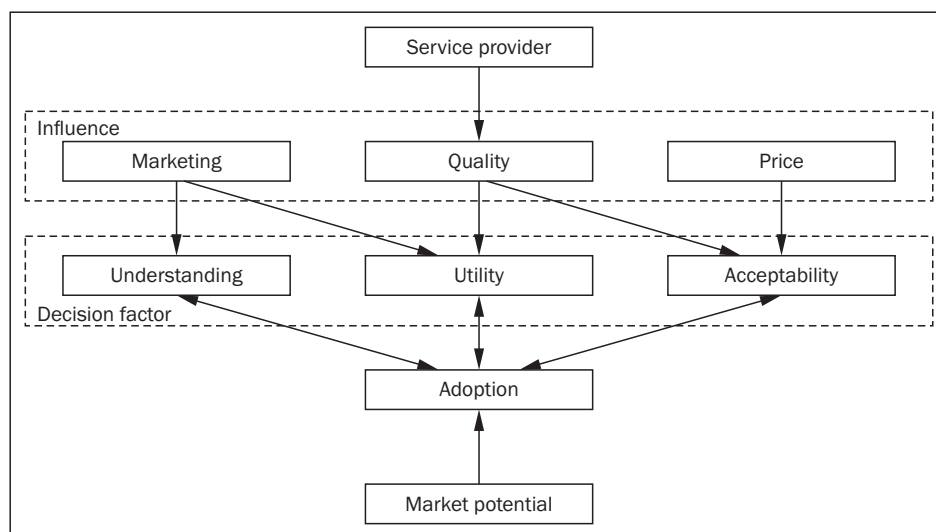 Service provider
Influence
Marketing
Quality
Price
Understanding
Utility
Acceptability
Decision factor
Adoption
Market potential